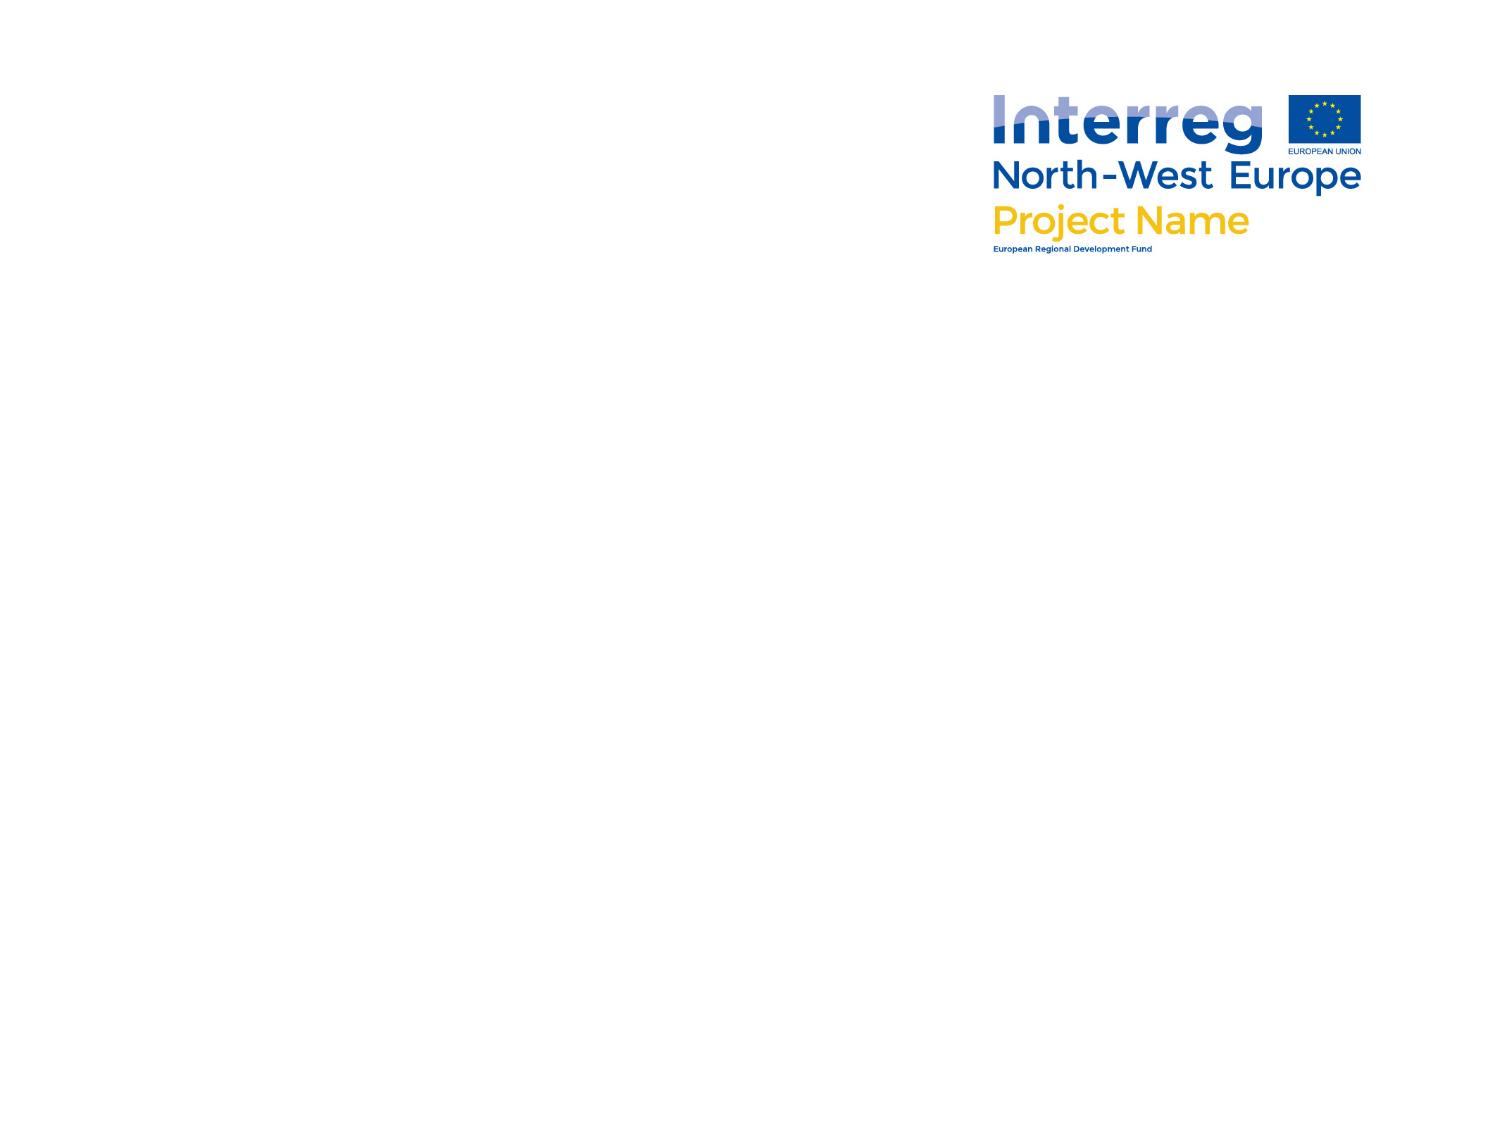 Interreg
EUROPEAN UNION
North-West Europe
Project Name
European Regional Development Fund